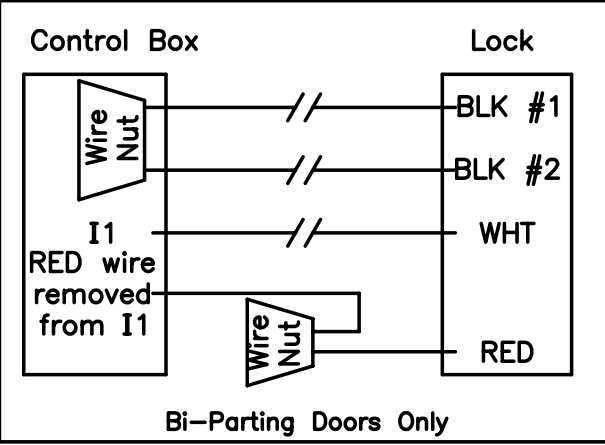 Control Box
Lock
Wire
Nut
BLK #1
BLK #2
I1
WHT
RED wire
removed
from I1
Wire
Nut
RED
Bi-Parting Doors Only